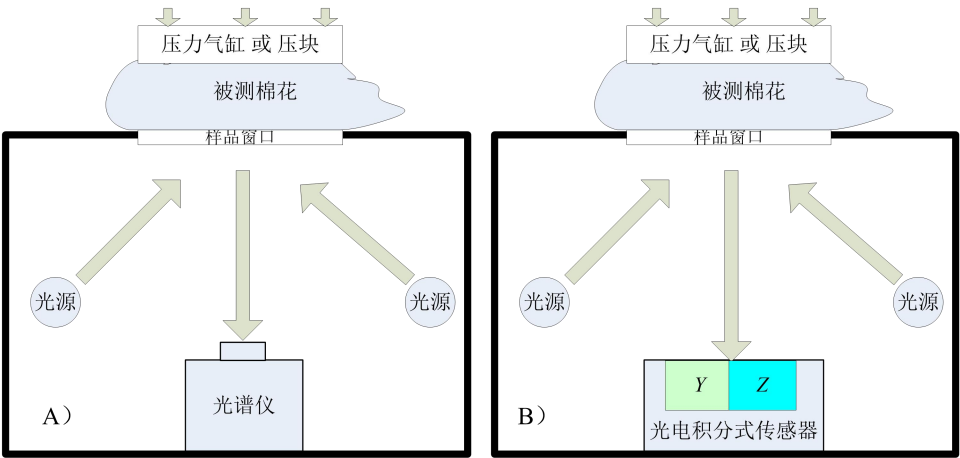 压力气缸 或 压块
被测棉花
样品窗口
光源
光源
光谱仪
A）
压力气缸 或 压块
被测棉花
样品窗口
光源
光源
Y
Z
光电积分式传感器
B）